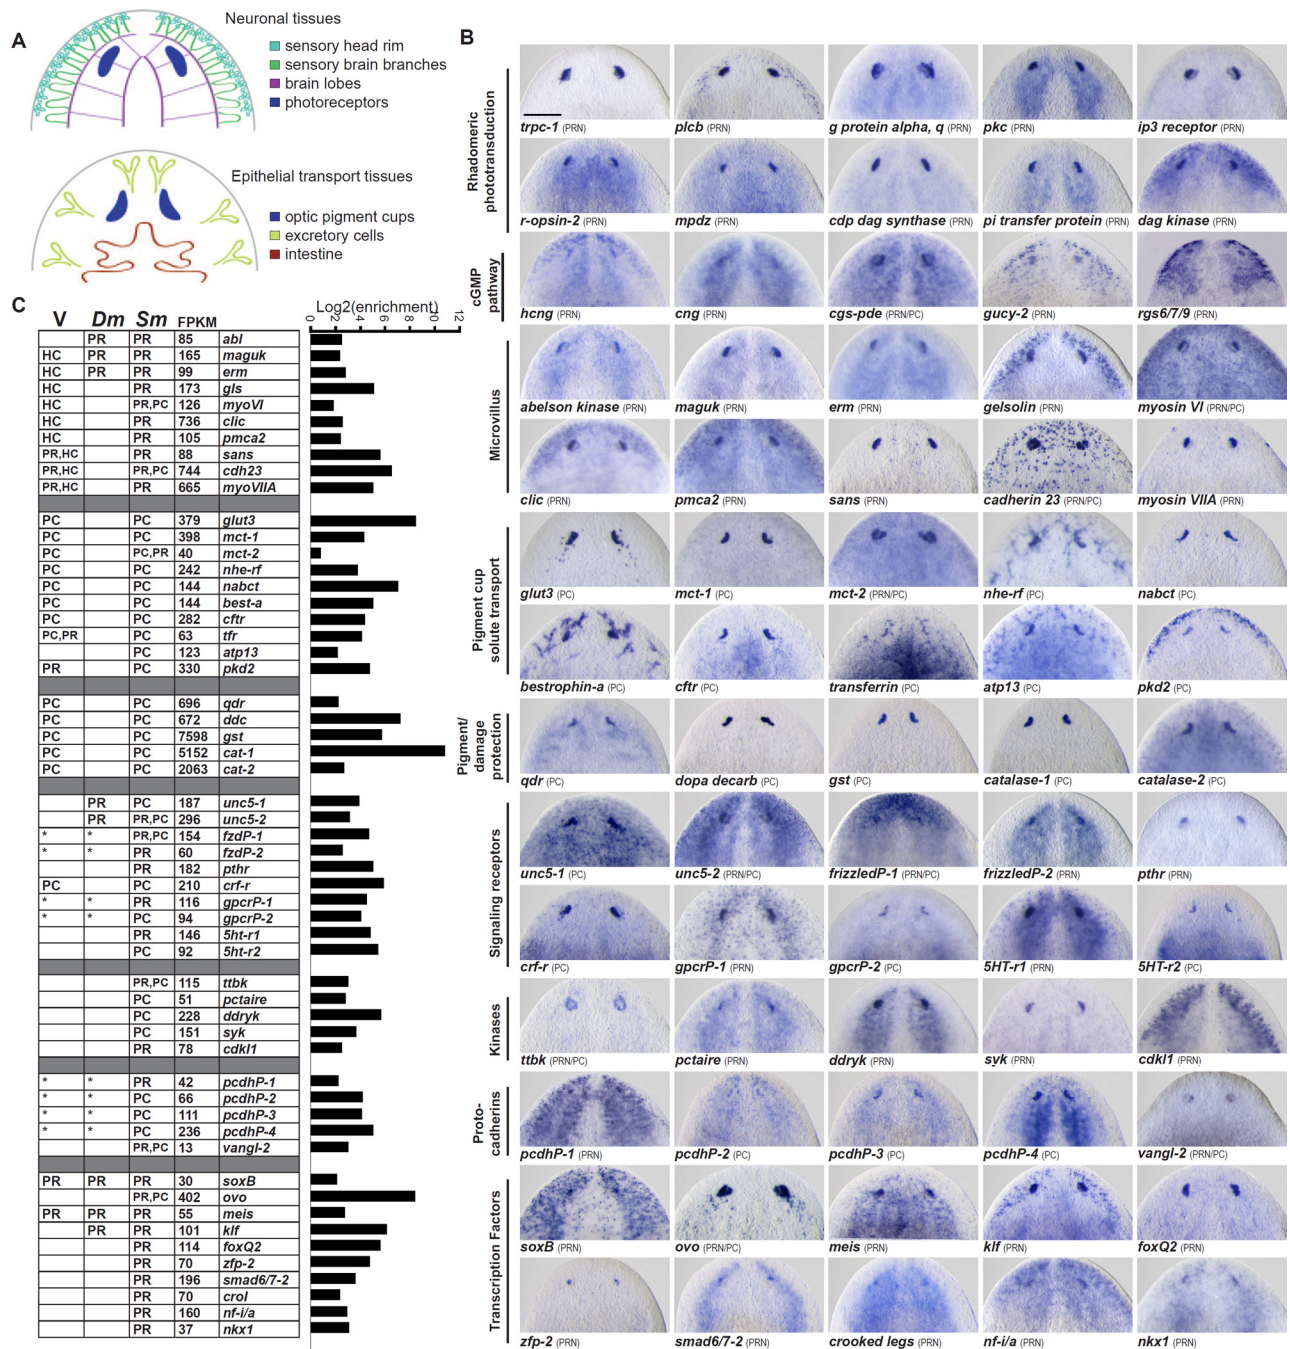 A
Neuronal tissues
sensory head rim
sensory brain branches
brain lobes
photoreceptors
Epithelial transport tissues
optic pigment cups
excretory cells
intestine
B
Rhadomeric
phototransduction
trpc-1 (PRN) plcb (PRN) g protein alpha, q (PRN) pkc (PRN) ip3 receptor (PRN)
r-opsin-2 (PRN) mpdz (PRN) cdp dag synthase (PRN) pi transfer protein (PRN) dag kinase (PRN)
cGMP
pathway
hcng (PRN) cng (PRN) cgs-pde (PRN/PC) gucy-2 (PRN) rgs6/7/9 (PRN)
Microvillus
abelson kinase (PRN) maguk (PRN) erm (PRN) gelsolin (PRN) myosin VI (PRN/PC)
clic (PRN) pmca2 (PRN) sans (PRN) cadherin 23 (PRN/PC) myosin VIIA (PRN)
Pigment cup
solute transport
glut3 (PC) mct-1 (PC) mct-2 (PRN/PC) nhe-rf (PC) nabct (PC)
bestrophin-a (PC) cftr (PC) transferrin (PC) atp13 (PC) pkd2 (PC)
Pigment/
damage
protection
qdr (PC) dopa decarb (PC) gst (PC) catalase-1 (PC) catalase-2 (PC)
Signaling receptors
unc5-1 (PC) unc5-2 (PRN/PC) frizzledP-1 (PRN/PC) frizzledP-2 (PRN) pthr (PRN)
crf-r (PC) gpcrP-1 (PRN) gpcrP-2 (PC) 5HT-r1 (PRN) 5HT-r2 (PC)
Kinases
ttbk (PRN/PC) pctaire (PRN) ddryk (PRN) syk (PRN) cdkl1 (PRN)
Proto-
cadherins
pcdhP-1 (PRN) pcdhP-2 (PC) pcdhP-3 (PC) pcdhP-4 (PC) vangl-2 (PRN/PC)
Transcription Factors
soxB (PRN) ovo (PRN/PC) meis (PRN) klf (PRN) foxQ2 (PRN)
zfp-2 (PRN) smad6/7-2 (PRN) crooked legs (PRN) nf-i/a (PRN) nkx1 (PRN)
C
Log2(enrichment)
0 2 4 6 8 10 12
V Dm Sm FPKM
PR PR 85 abl
HC PR PR 165 maguk
HC PR PR 99 erm
HC PR 173 gls
HC PR,PC 126 myoVI
HC PR 736 clic
HC PR 105 pmca2
PR,HC PR 88 sans
PR,HC PR,PC 744 cdh23
PR,HC PR 665 myoVIIA
PC PC 379 glut3
PC PC 398 mct-1
PC PC,PR 40 mct-2
PC PC 242 nhe-rf
PC PC 144 nabct
PC PC 144 best-a
PC PC 282 cftr
PC,PR PC 63 tfr
PC 123 atp13
PR PC 330 pkd2
PC PC 696 qdr
PC PC 672 ddc
PC PC 7598 gst
PC PC 5152 cat-1
PC PC 2063 cat-2
PR PC 187 unc5-1
PR PR,PC 296 unc5-2
* * PR,PC 154 fzdP-1
* * PR 60 fzdP-2
PR 182 pthr
PC PC 210 crf-r
* * PR 116 gpcrP-1
* * PC 94 gpcrP-2
PR 146 5ht-r1
PC 92 5ht-r2
PR,PC 115 ttbk
PC 51 pctaire
PC 228 ddryk
PC 151 syk
PR 78 cdkl1
* * PR 42 pcdhP-1
* * PC 66 pcdhP-2
* * PC 111 pcdhP-3
* * PC 236 pcdhP-4
PR,PC 13 vangl-2
PR PR PR 30 soxB
PR,PC 402 ovo
PR PR PR 55 meis
PR PR 101 klf
PR 114 foxQ2
PR 70 zfp-2
PR 196 smad6/7-2
PR 70 crol
PR 160 nf-i/a
PR 37 nkx1